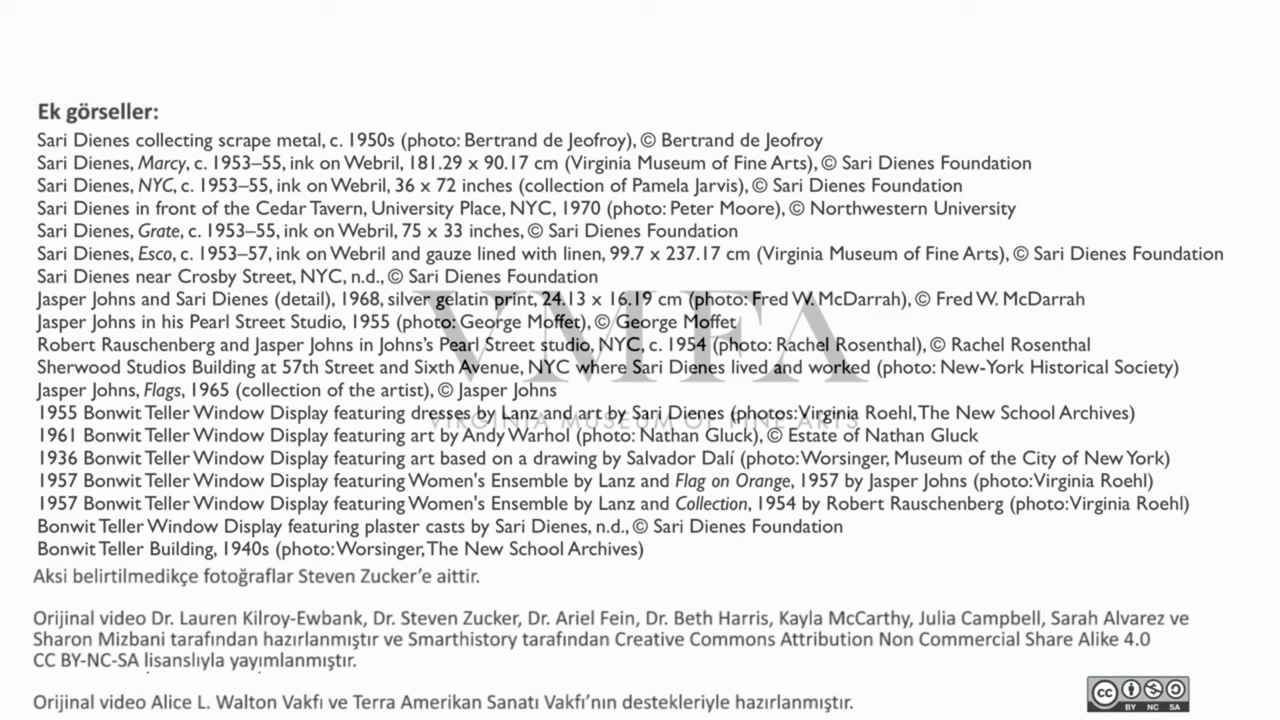 Ek görseller:
Sari Dienes collecting scrape metal, c. 1950s (photo: Bertrand de Jeofroy), © Bertrand de Jeofroy
Sari Dienes, Marcy, c. 1953–55, ink on Webril, 181.29 x 90.17 cm (Virginia Museum of Fine Arts), © Sari Dienes Foundation
Sari Dienes, NYC, c. 1953–55, ink on Webril, 36 x 72 inches (collection of Pamela Jarvis), © Sari Dienes Foundation
Sari Dienes in front of the Cedar Tavern, University Place, NYC, 1970 (photo: Peter Moore), © Northwestern University
Sari Dienes, Grate, c. 1953–55, ink on Webril, 75 x 33 inches, © Sari Dienes Foundation
Sari Dienes, Esco, c. 1953–57, ink on Webril and gauze lined with linen, 99.7 x 237.17 cm (Virginia Museum of Fine Arts), © Sari Dienes Foundation
Sari Dienes near Crosby Street, NYC, n.d., © Sari Dienes Foundation
Jasper Johns and Sari Dienes (detail), 1968, silver gelatin print, 24.13 x 16.19 cm (photo: Fred W. McDarrah), © Fred W. McDarrah
Jasper Johns in his Pearl Street Studio, 1955 (photo: George Moffet), © George Moffet
Robert Rauschenberg and Jasper Johns in Johns's Pearl Street studio, NYC, c. 1954 (photo: Rachel Rosenthal), © Rachel Rosenthal
Sherwood Studios Building at 57th Street and Sixth Avenue, NYC where Sari Dienes lived and worked (photo: New-York Historical Society)
VMFA
Jasper Johns, Flags, 1965 (collection of the artist), © Jasper Johns
1955 Bonwit Teller Window Display featuring dresses by Lanz and art by Sari Dienes (photos: Virginia Roehl, The New School Archives)
VIRGINIA MUSEUM OF FINE ARTS
1961 Bonwit Teller Window Display featuring art by Andy Warhol (photo: Nathan Gluck), © Estate of Nathan Gluck
1936 Bonwit Teller Window Display featuring art based on a drawing by Salvador Dalí (photo: Worsinger, Museum of the City of New York)
1957 Bonwit Teller Window Display featuring Women's Ensemble by Lanz and Flag on Orange, 1957 by Jasper Johns (photo: Virginia Roehl)
1957 Bonwit Teller Window Display featuring Women's Ensemble by Lanz and Collection, 1954 by Robert Rauschenberg (photo: Virginia Roehl)
Bonwit Teller Window Display featuring plaster casts by Sari Dienes, n.d., © Sari Dienes Foundation
Bonwit Teller Building, 1940s (photo: Worsinger, The New School Archives)
Aksi belirtilmedikçe fotoğraflar Steven Zucker'e aittir.
Orijinal video Dr. Lauren Kilroy-Ewbank, Dr. Steven Zucker, Dr. Ariel Fein, Dr. Beth Harris, Kayla McCarthy, Julia Campbell, Sarah Alvarez ve
Sharon Mizbani tarafından hazırlanmıştır ve Smarthistory tarafından Creative Commons Attribution Non Commercial Share Alike 4.0
CC BY-NC-SA lisanslıyla yayımlanmıştır.
Orijinal video Alice L. Walton Vakfı ve Terra Amerikan Sanatı Vakfı'nın destekleriyle hazırlanmıştır.
cc BY NC SA